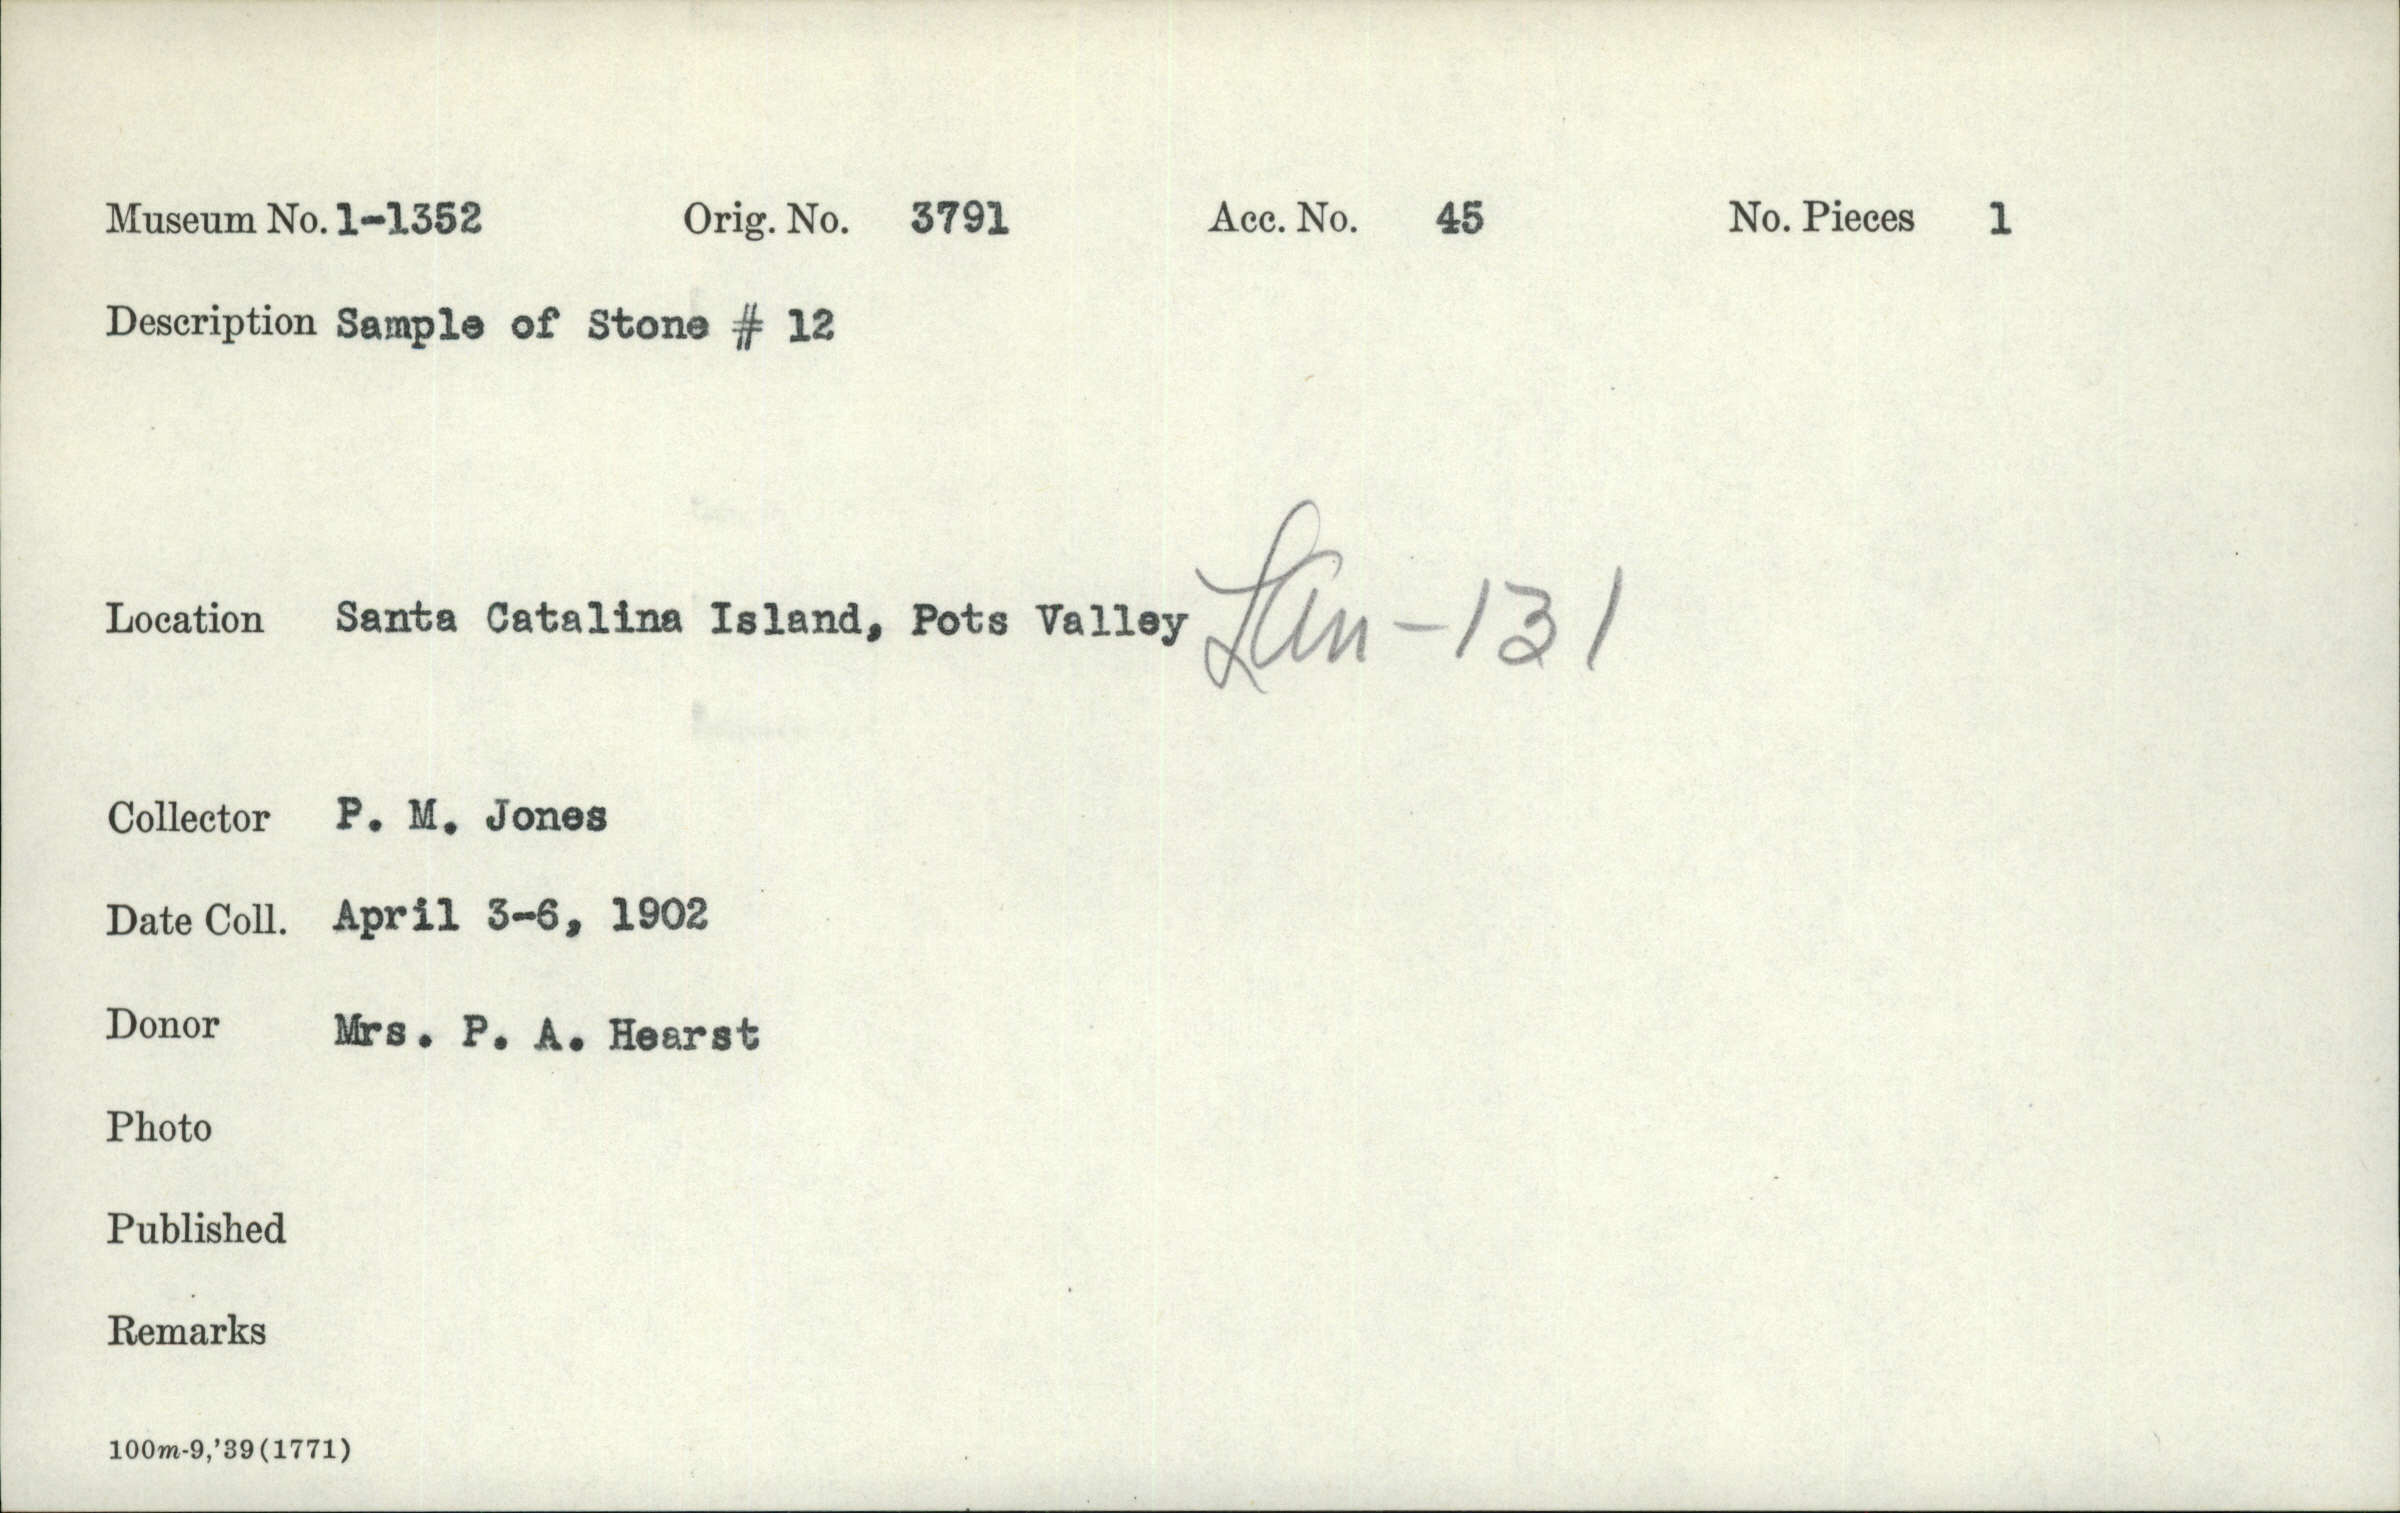 Museum No. 1-1352 Orig. No. 3791 Acc. No. 45 No. Pieces 1
Description Sample of Stone # 12
Location Santa Catalina Island, Pots Valley LAn-131
Collector P. M. Jones
Date Coll. April 3-6, 1902
Donor Mrs. P. A. Hearst
Photo
Published
Remarks
100m-9,'39(1771)